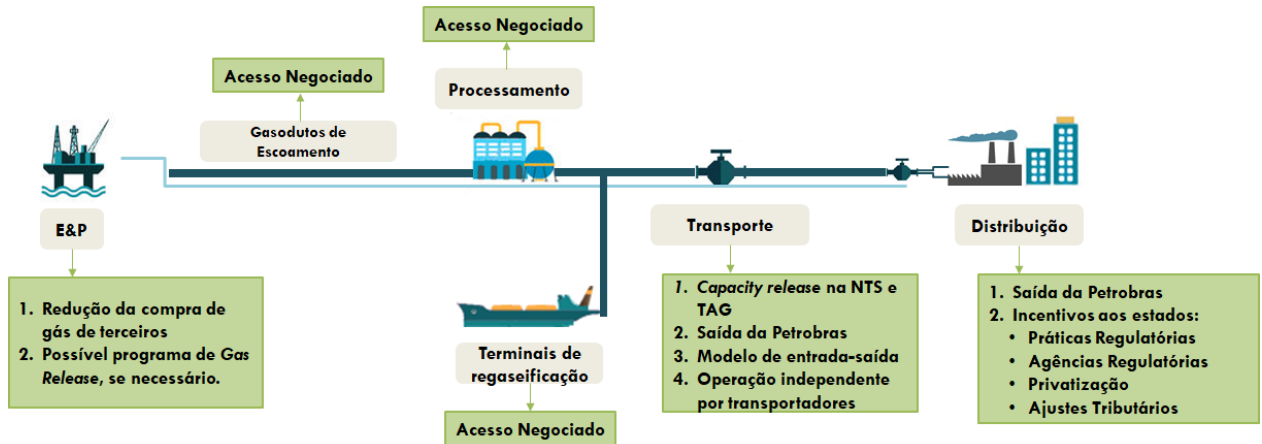 Acesso Negociado
Processamento
Acesso Negociado
Gasodutos de
Escoamento
E&P
1. Redução da compra de
gás de terceiros
2. Possível programa de Gas
Release, se necessário.
Terminais de
regaseificação
Acesso Negociado
Transporte
1. Capacity release na NTS e
TAG
2. Saída da Petrobras
3. Modelo de entrada-saída
4. Operação independente
por transportadores
Distribuição
1. Saída da Petrobras
2. Incentivos aos estados:
• Práticas Regulatórias
• Agências Regulatórias
• Privatização
• Ajustes Tributários